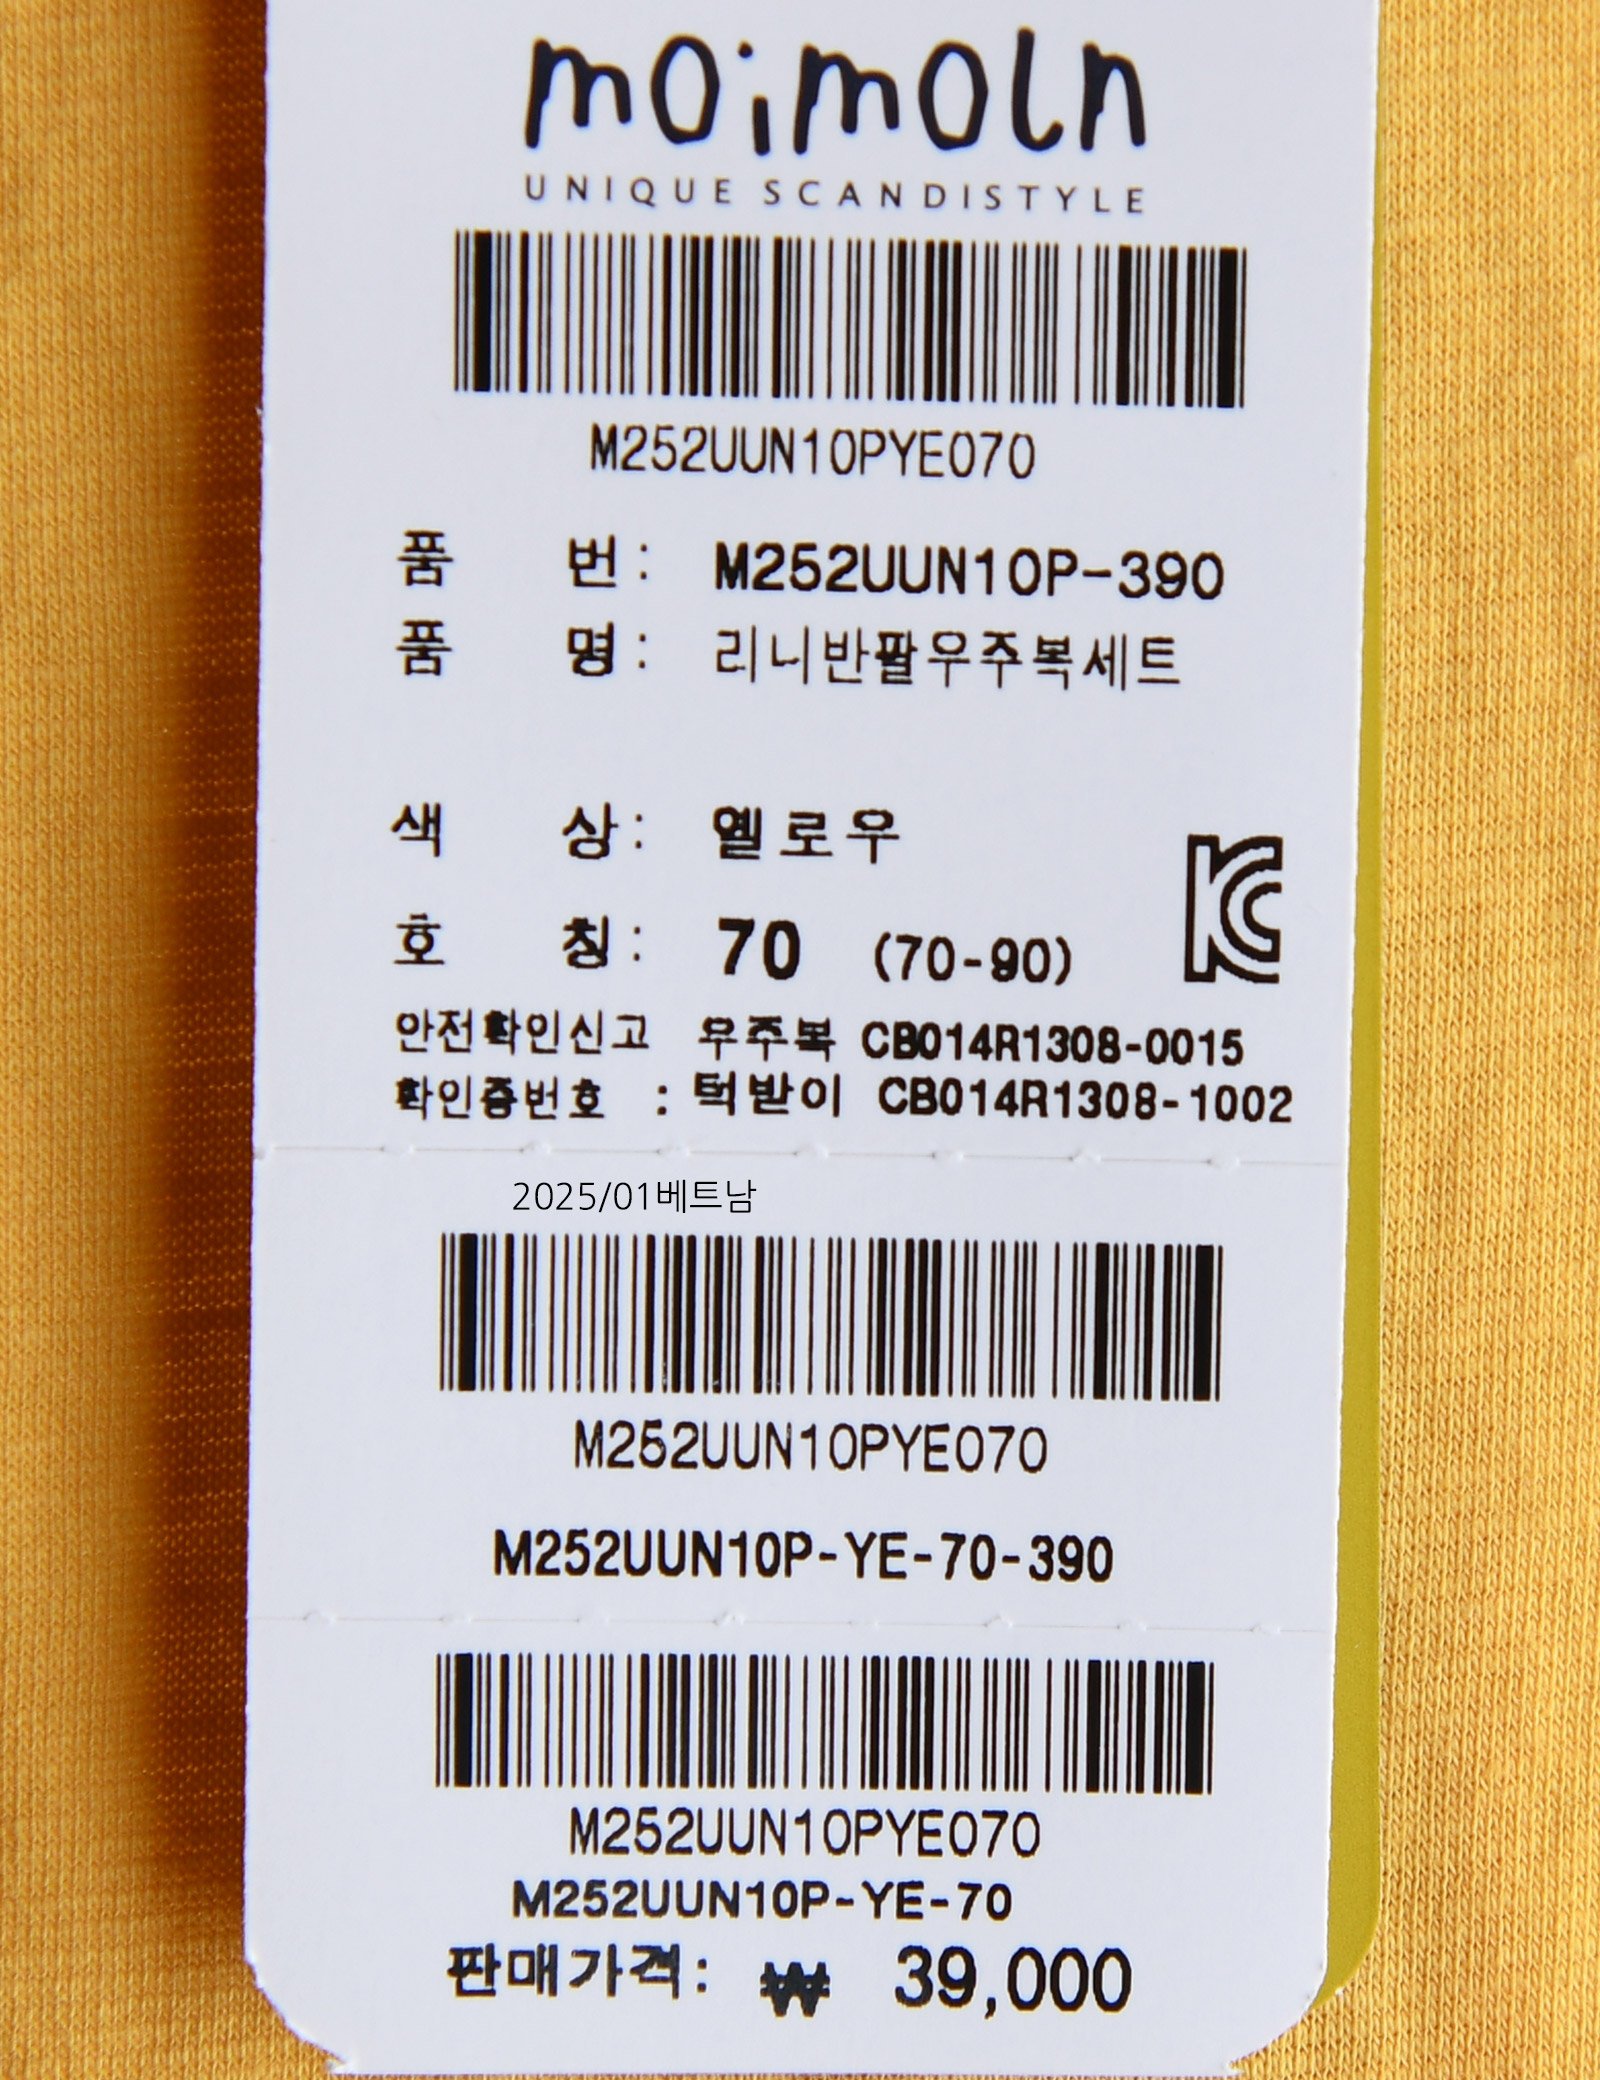 moimoln
UNIQUE SCANDISTYLE
M252UUN10PYE070
품 번: M252UUN10P-390
품 명: 리니반팔우주복세트
색 상: 옐로우
호 칭: 70 (70-90)
안전확인신고 우주복 CB014R1308-0015
확인증번호 : 턱받이 CB014R1308-1002
2025/01베트남
M252UUN10PYE070
M252UUN10P-YE-70-390
M252UUN10PYE070
M252UUN10P-YE-70
판매가격: ₩ 39,000